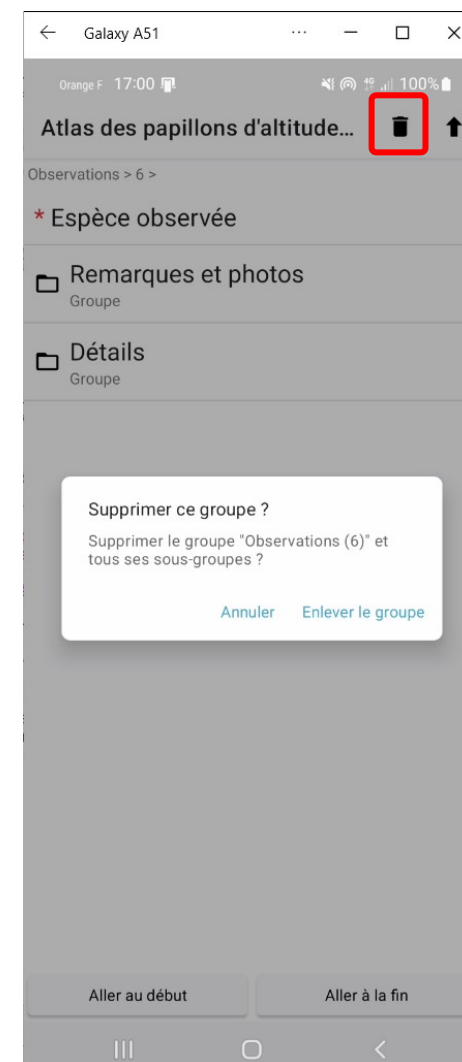 Galaxy A51
Orange F 17:00 100%
Atlas des papillons d'altitude...
Observations > 6 >
* Espèce observée
Remarques et photos
Groupe
Détails
Groupe
Supprimer ce groupe ?
Supprimer le groupe "Observations (6)" et
tous ses sous-groupes ?
Annuler Enlever le groupe
Aller au début Aller à la fin